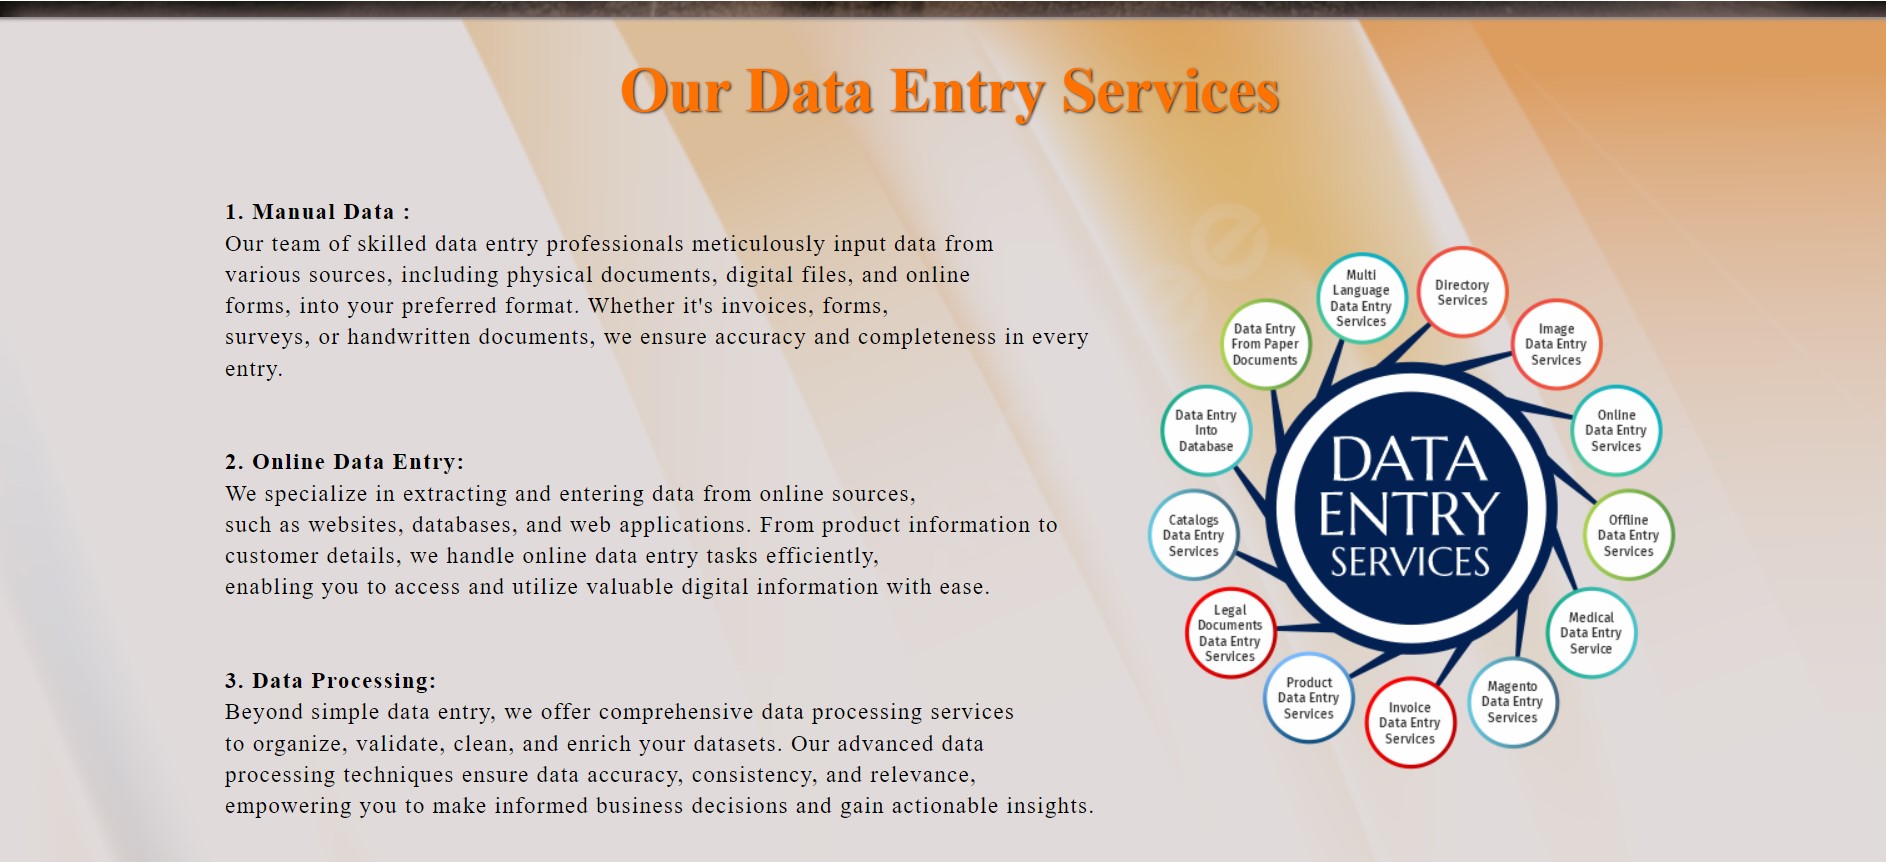 Our Data Entry Services
1. Manual Data :
Our team of skilled data entry professionals meticulously input data from
various sources, including physical documents, digital files, and online
forms, into your preferred format. Whether it's invoices, forms,
surveys, or handwritten documents, we ensure accuracy and completeness in every
entry.
2. Online Data Entry:
We specialize in extracting and entering data from online sources,
such as websites, databases, and web applications. From product information to
customer details, we handle online data entry tasks efficiently,
enabling you to access and utilize valuable digital information with ease.
3. Data Processing:
Beyond simple data entry, we offer comprehensive data processing services
to organize, validate, clean, and enrich your datasets. Our advanced data
processing techniques ensure data accuracy, consistency, and relevance,
empowering you to make informed business decisions and gain actionable insights.
DATA
ENTRY
SERVICES
Multi
Language
Data Entry
Services
Directory
Services
Image
Data Entry
Services
Online
Data Entry
Services
Offline
Data Entry
Services
Medical
Data Entry
Service
Magento
Data Entry
Services
Invoice
Data Entry
Services
Product
Data Entry
Services
Legal
Documents
Data Entry
Services
Catalogs
Data Entry
Services
Data Entry
Into
Database
Data Entry
From Paper
Documents